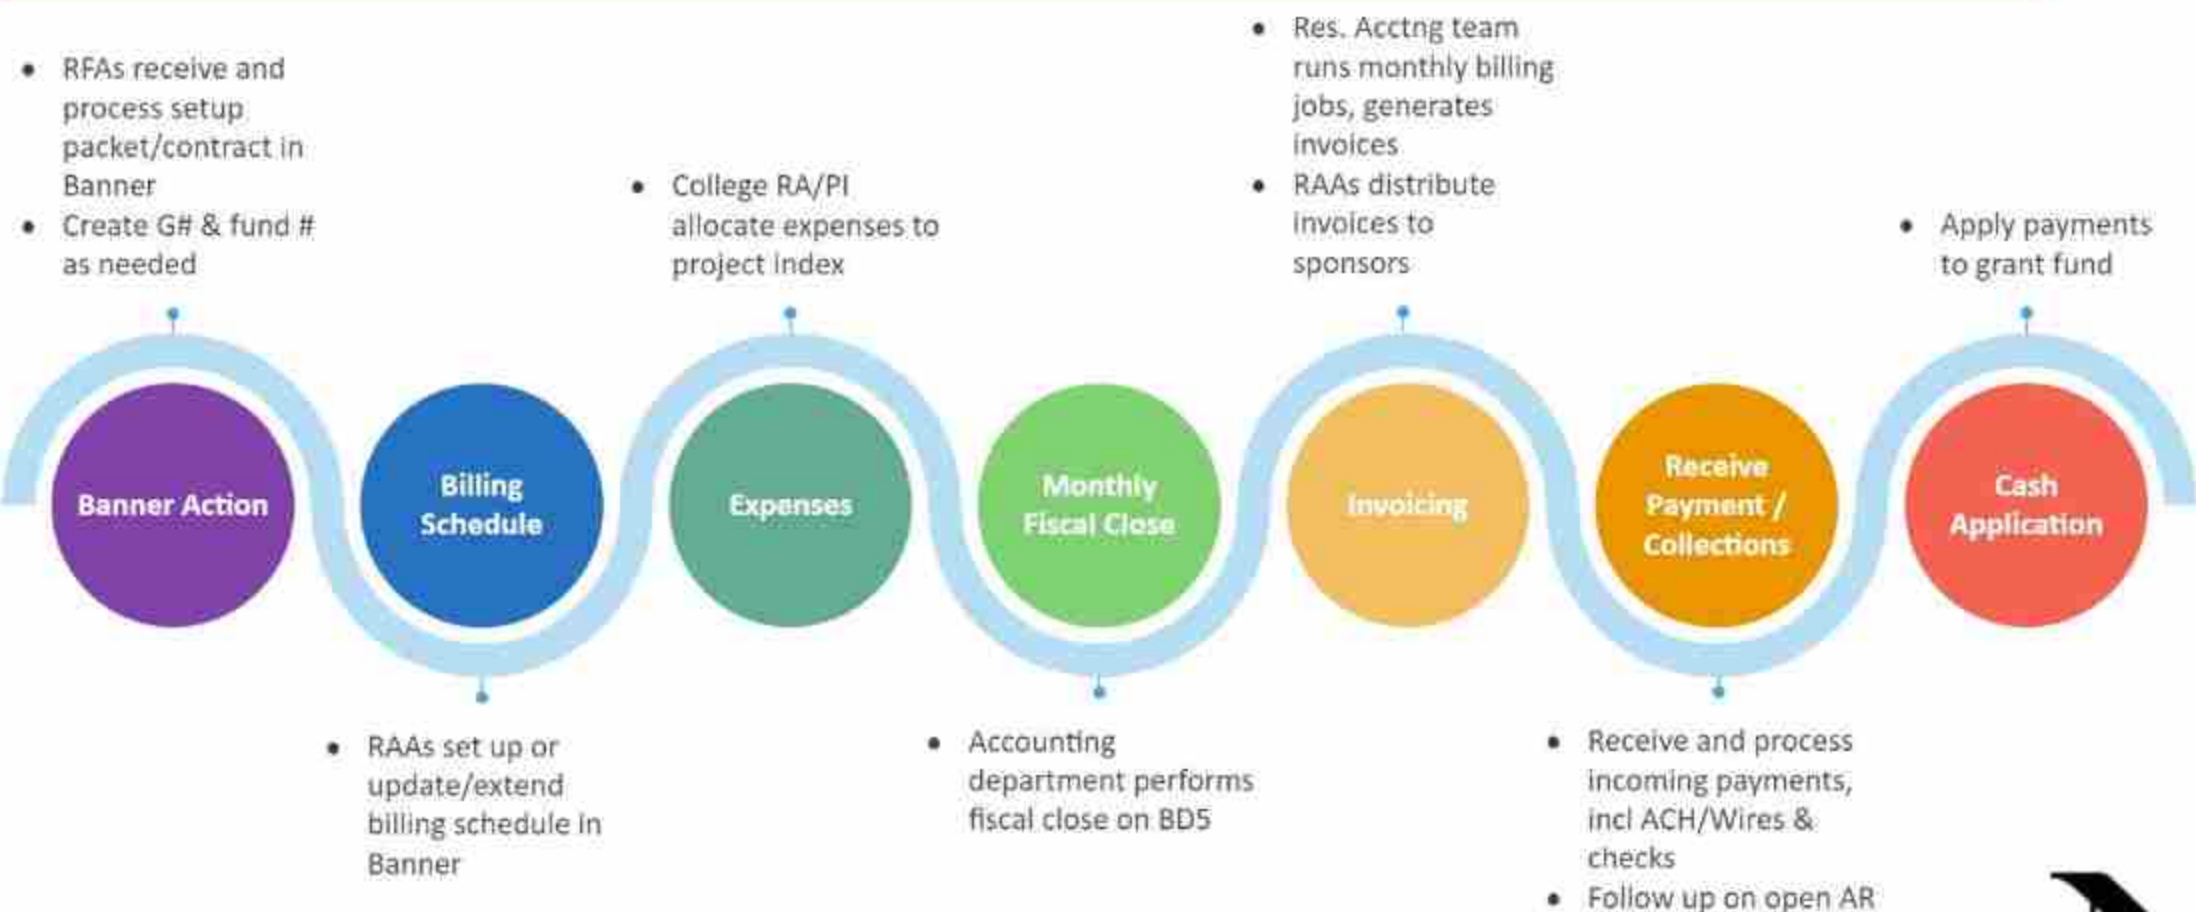 • RFAs receive and
process setup
packet/contract in
Banner
• Create G# & fund #
as needed
• College RA/PI
allocate expenses to
project index
• Res. Acctng team
runs monthly billing
jobs, generates
invoices
• RAAs distribute
invoices to
sponsors
• Apply payments
to grant fund
Banner Action
Billing
Schedule
Expenses
Monthly
Fiscal Close
Invoicing
Receive
Payment /
Collections
Cash
Application
• RAAs set up or
update/extend
billing schedule in
Banner
• Accounting
department performs
fiscal close on BD5
• Receive and process
incoming payments,
incl ACH/Wires &
checks
• Follow up on open AR